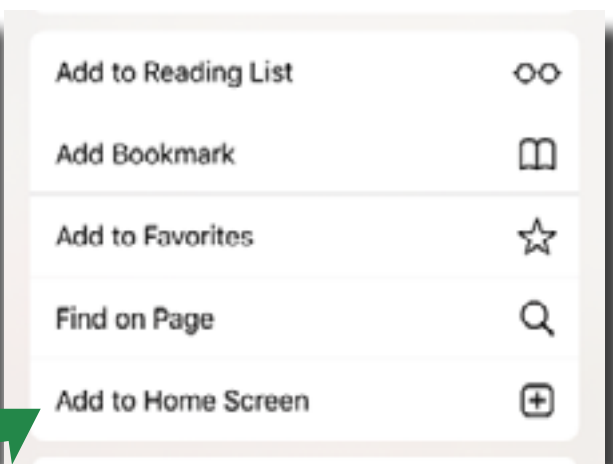 Add to Reading List
Add Bookmark
Add to Favorites
Find on Page
Add to Home Screen